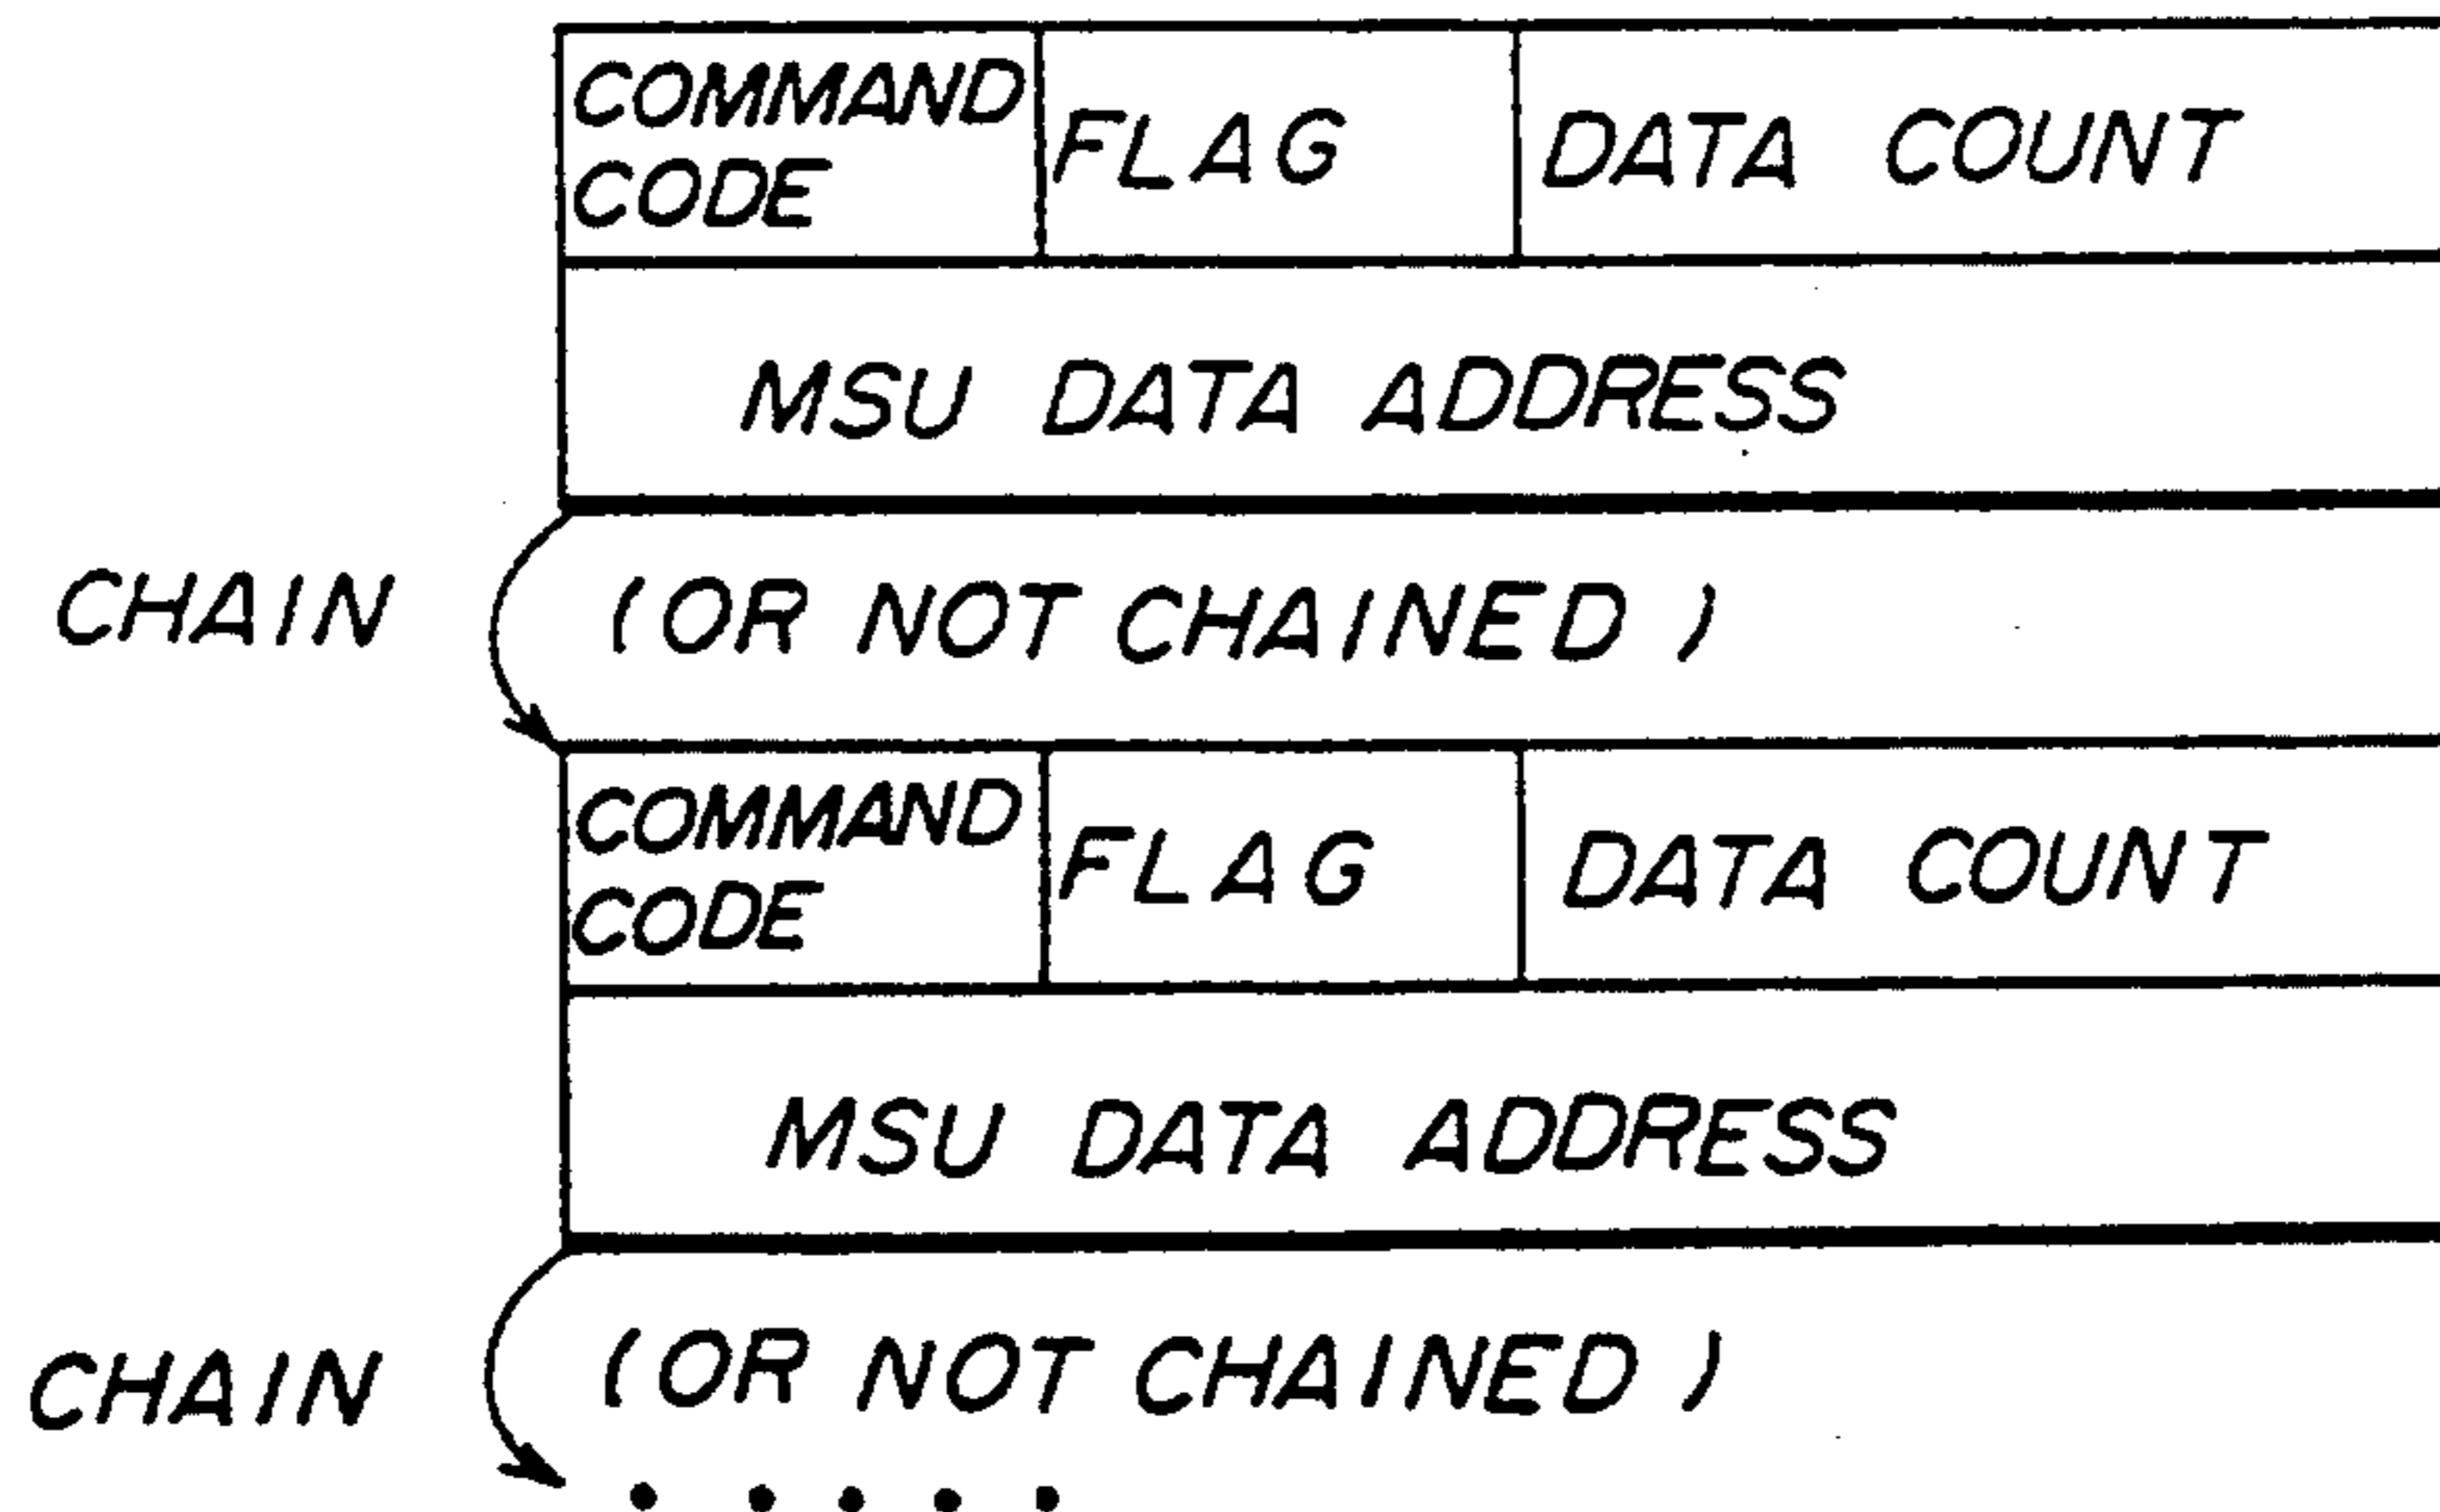 COMMAND CODE FLAG DATA COUNT
MSU DATA ADDRESS
CHAIN (OR NOT CHAINED)
COMMAND CODE FLAG DATA COUNT
MSU DATA ADDRESS
CHAIN (OR NOT CHAINED)
.....